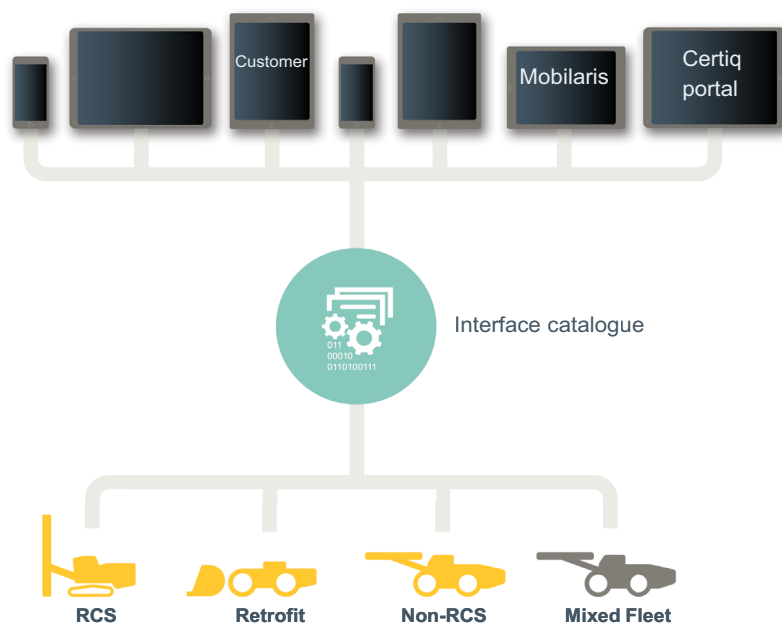 Customer
Mobilaris
Certiq
portal
Interface catalogue
011
00010
0110100111
RCS
Retrofit
Non-RCS
Mixed Fleet